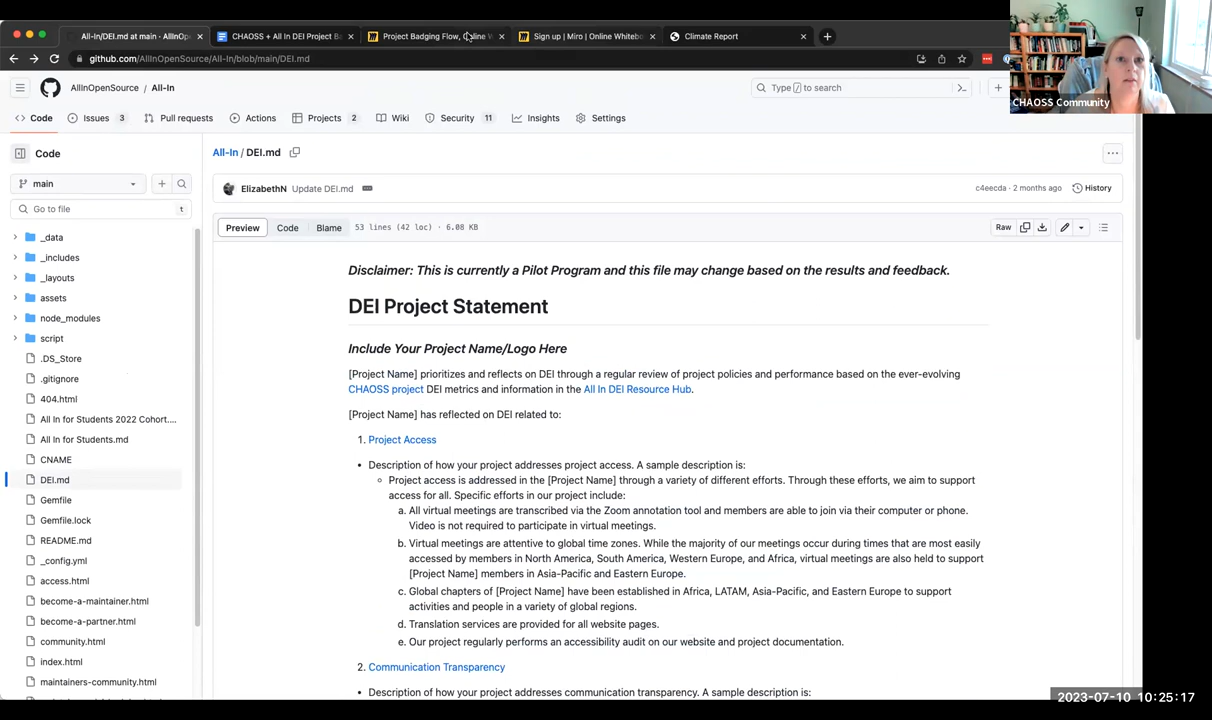 All-In/DEI.md at main · AllInOpe
CHAOSS + All In DEI Project Ba
Project Badging Flow, Online W
Sign up | Miro | Online Whitebo
Climate Report
github.com/AllInOpenSource/All-In/blob/main/DEI.md
AllInOpenSource / All-In
Type / to search
Code
Issues 3
Pull requests
Actions
Projects 2
Wiki
Security 11
Insights
Settings
CHAOSS Community
Code
main
Go to file t
_data
_includes
_layouts
assets
node_modules
script
.DS_Store
.gitignore
404.html
All In for Students 2022 Cohort....
All In for Students.md
CNAME
DEI.md
Gemfile
Gemfile.lock
README.md
_config.yml
access.html
become-a-maintainer.html
become-a-partner.html
community.html
index.html
maintainers-community.html
All-In / DEI.md
ElizabethN Update DEI.md
c4eecda · 2 months ago History
Preview Code Blame 53 lines (42 loc) · 6.08 KB
Raw
Disclaimer: This is currently a Pilot Program and this file may change based on the results and feedback.
DEI Project Statement
Include Your Project Name/Logo Here
[Project Name] prioritizes and reflects on DEI through a regular review of project policies and performance based on the ever-evolving
CHAOSS project DEI metrics and information in the All In DEI Resource Hub.
[Project Name] has reflected on DEI related to:
1. Project Access
• Description of how your project addresses project access. A sample description is:
◦ Project access is addressed in the [Project Name] through a variety of different efforts. Through these efforts, we aim to support
access for all. Specific efforts in our project include:
a. All virtual meetings are transcribed via the Zoom annotation tool and members are able to join via their computer or phone.
Video is not required to participate in virtual meetings.
b. Virtual meetings are attentive to global time zones. While the majority of our meetings occur during times that are most easily
accessed by members in North America, South America, Western Europe, and Africa, virtual meetings are also held to support
[Project Name] members in Asia-Pacific and Eastern Europe.
c. Global chapters of [Project Name] have been established in Africa, LATAM, Asia-Pacific, and Eastern Europe to support
activities and people in a variety of global regions.
d. Translation services are provided for all website pages.
e. Our project regularly performs an accessibility audit on our website and project documentation.
2. Communication Transparency
• Description of how your project addresses communication transparency. A sample description is:
2023-07-10 10:25:17